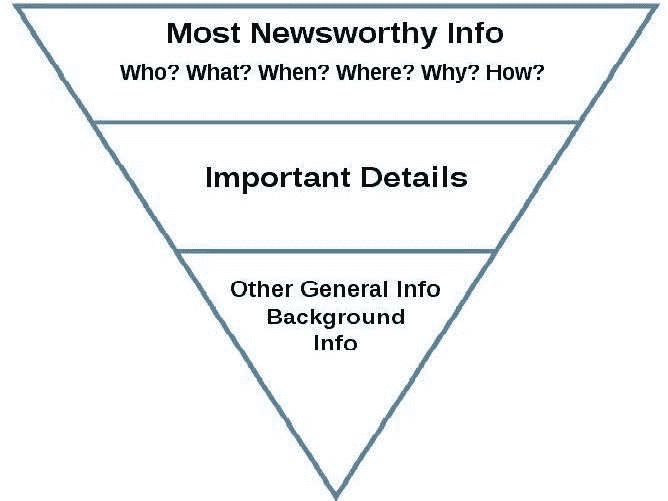 Most Newsworthy Info
Who? What? When? Where? Why? How?
Important Details
Other General Info
Background
Info